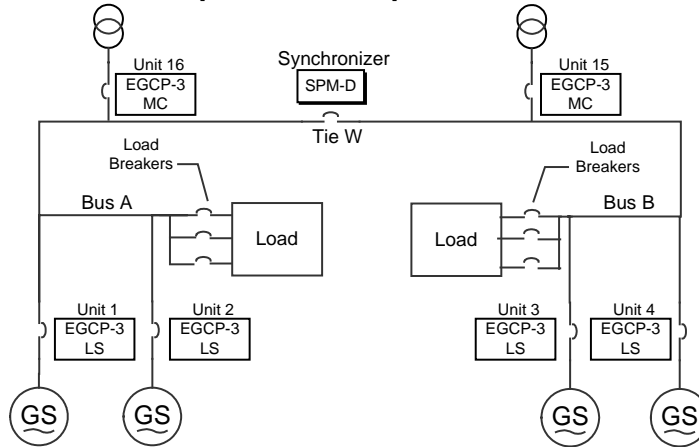 Unit 16
EGCP-3
MC
Synchronizer
SPM-D
Tie W
Unit 15
EGCP-3
MC
Load
Breakers
Load
Breakers
Bus A
Bus B
Load
Load
Unit 1
EGCP-3
LS
Unit 2
EGCP-3
LS
Unit 3
EGCP-3
LS
Unit 4
EGCP-3
LS
GS
GS
GS
GS